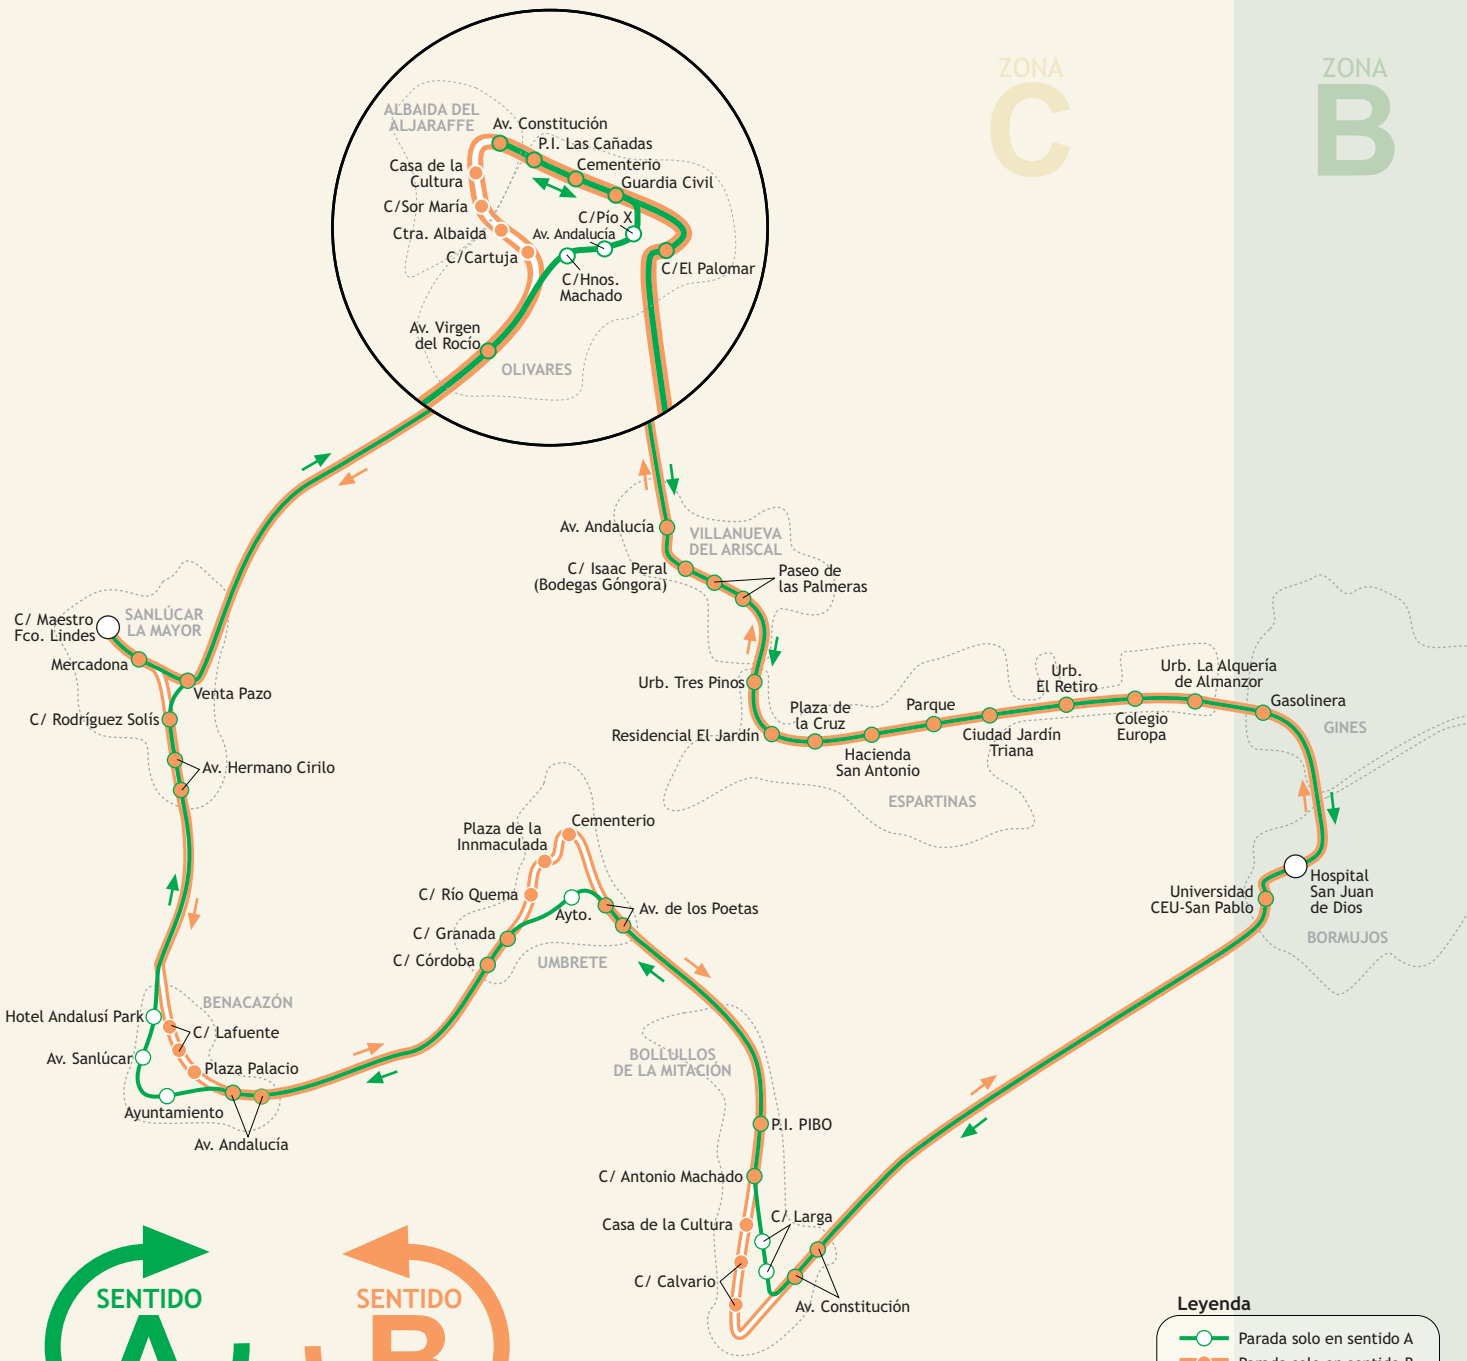 ZONA
C
ZONA
B
ALBAIDA DEL
ALJARAFFE
Av. Constitución
P.I. Las Cañadas
Cementerio
Guardia Civil
Casa de la
Cultura
C/Sor María
Ctra. Albaida
C/Cartuja
C/Pío X
Av. Andalucía
C/Hnos.
Machado
C/El Palomar
Av. Virgen
del Rocío
OLIVARES
Av. Andalucía
VILLANUEVA
DEL ARISCAL
C/ Isaac Peral
(Bodegas Góngora)
Paseo de
las Palmeras
C/ Maestro
Fco. Lindes
SANLÚCAR
LA MAYOR
Mercadona
Venta Pazo
C/ Rodríguez Solís
Av. Hermano Cirilo
Urb. Tres Pinos
Residencial El Jardín
Plaza de
la Cruz
Hacienda
San Antonio
Parque
Ciudad Jardín
Triana
Urb.
El Retiro
Colegio
Europa
Urb. La Alquería
de Almanzor
Gasolinera
GINES
ESPARTINAS
Hospital
San Juan
de Dios
Universidad
CEU-San Pablo
BORMUJOS
Plaza de la
Innmaculada
Cementerio
C/ Río Quema
Ayto.
Av. de los Poetas
C/ Granada
C/ Córdoba
UMBRETE
BENACAZÓN
Hotel Andalusí Park
C/ Lafuente
Av. Sanlúcar
Plaza Palacio
Ayuntamiento
Av. Andalucía
BOLLULLOS
DE LA MITACIÓN
P.I. PIBO
C/ Antonio Machado
Casa de la Cultura
C/ Larga
C/ Calvario
Av. Constitución
SENTIDO
A
SENTIDO
B
Leyenda
Parada solo en sentido A
Parada solo en sentido B